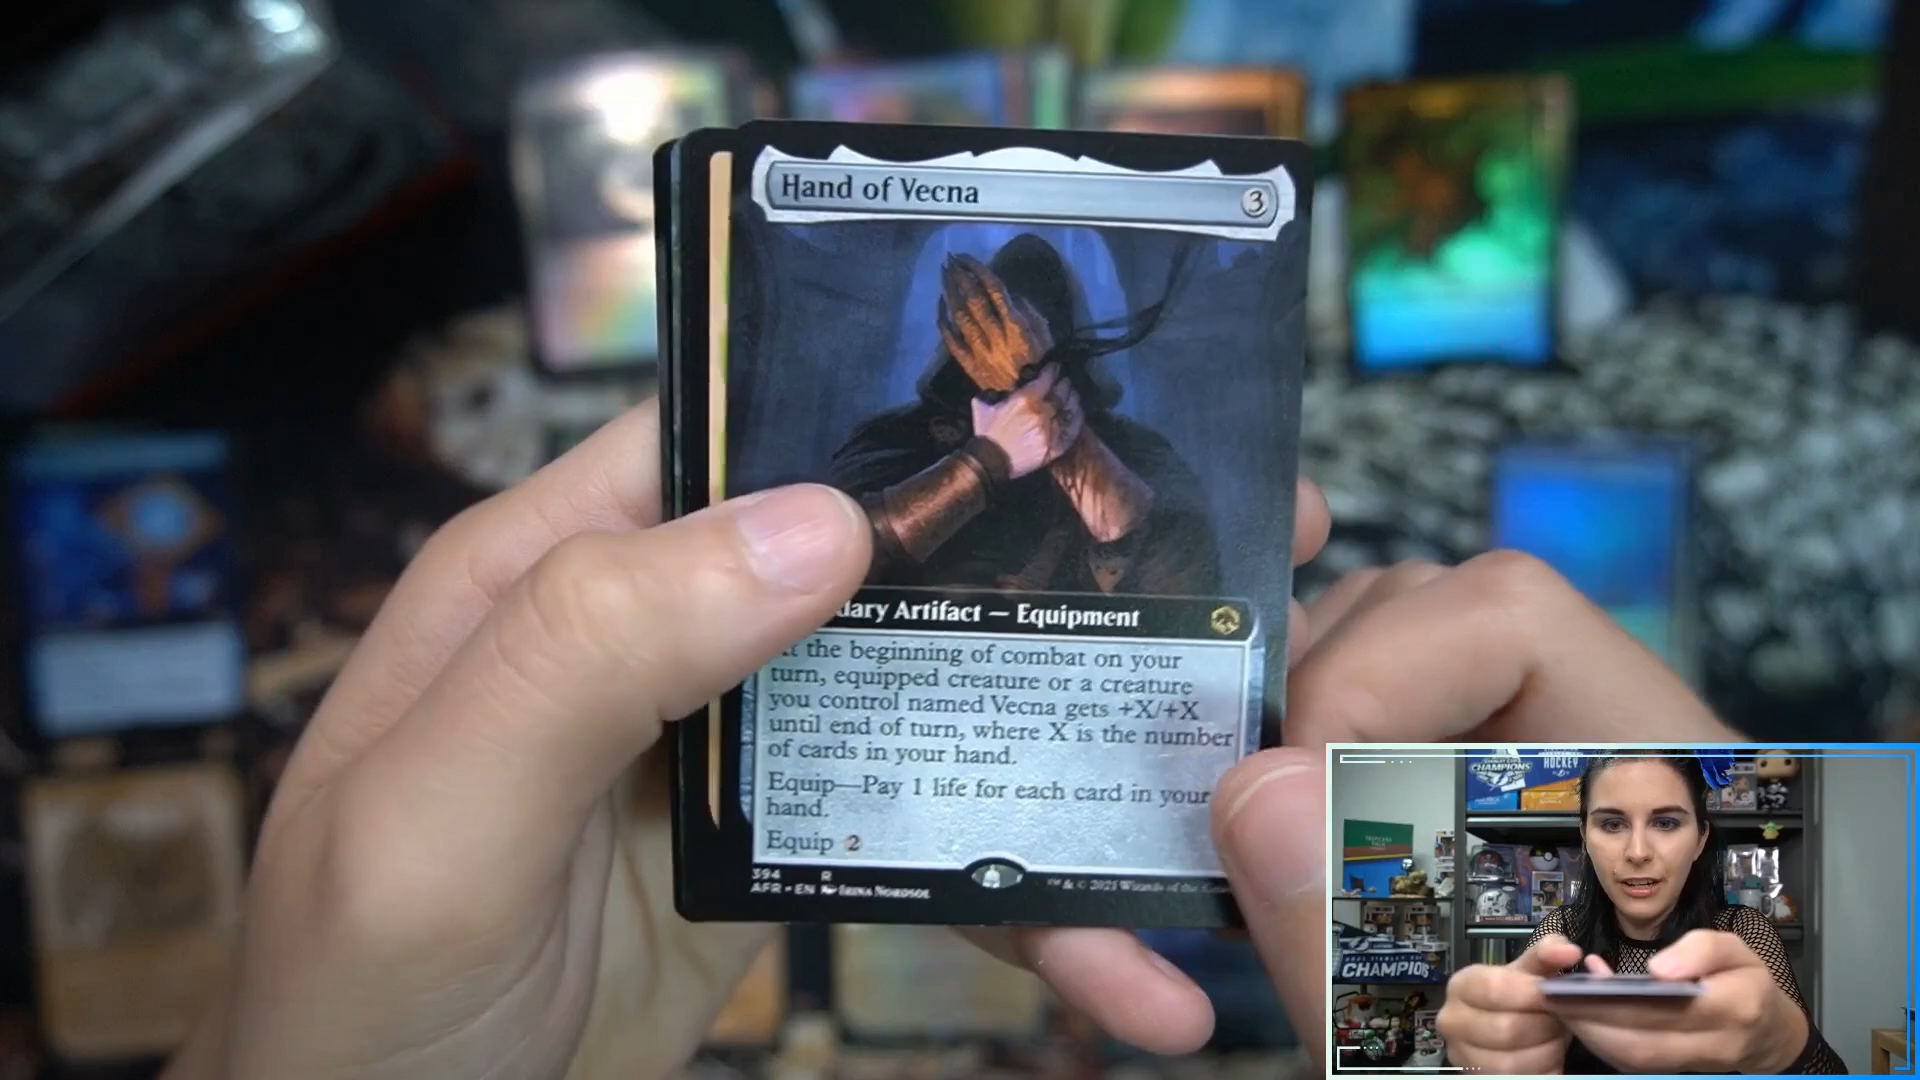 Hand of Vecna 3
dary Artifact — Equipment
the beginning of combat on your
turn, equipped creature or a creature
you control named Vecna gets +X/+X
until end of turn, where X is the number
of cards in your hand.
Equip—Pay 1 life for each card in your
hand.
Equip 2
394 R
AFR • EN IRINA NORDSOL
™ & © 2021 Wizards of the
CHAMPIONS
HOCKEY
CHAMPIO